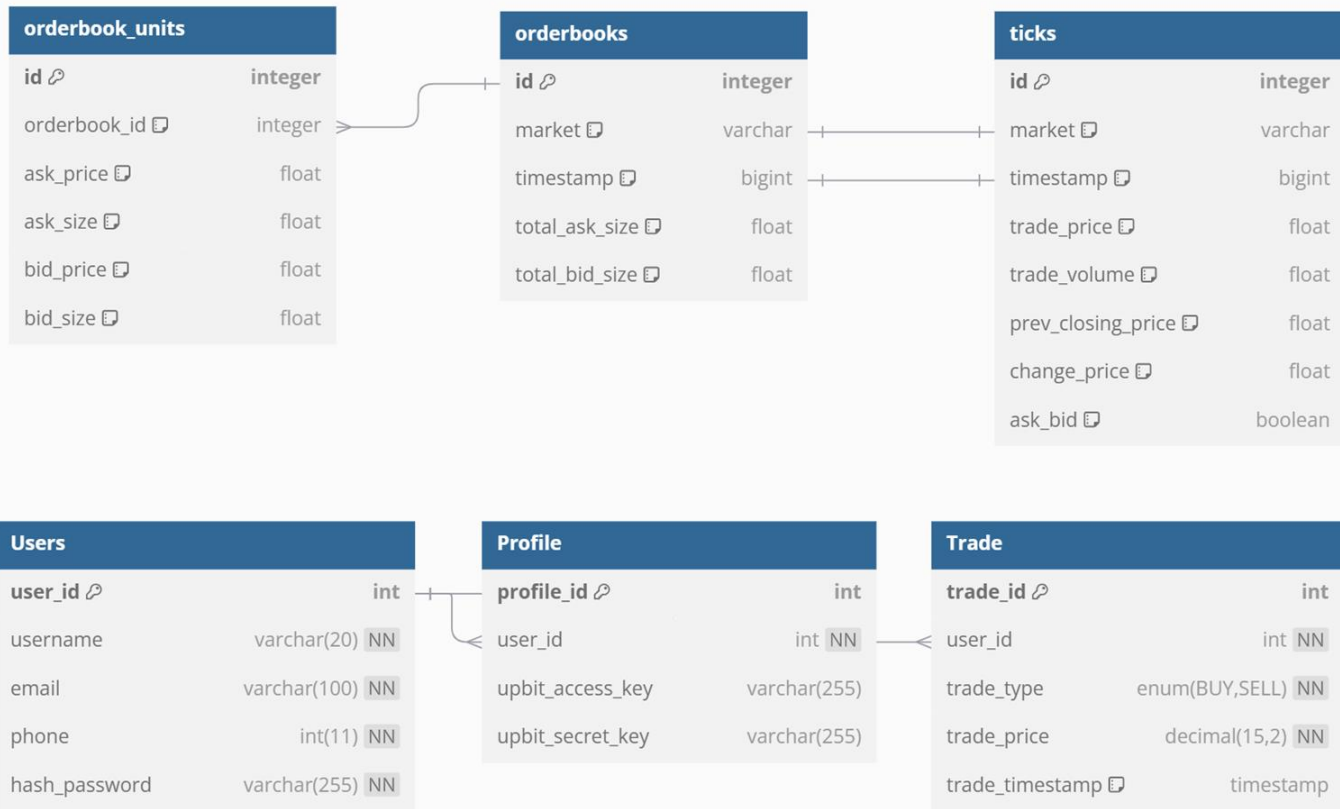 orderbook_units
id integer
orderbook_id integer
ask_price float
ask_size float
bid_price float
bid_size float
orderbooks
id integer
market varchar
timestamp bigint
total_ask_size float
total_bid_size float
ticks
id integer
market varchar
timestamp bigint
trade_price float
trade_volume float
prev_closing_price float
change_price float
ask_bid boolean
Users
user_id int
username varchar(20) NN
email varchar(100) NN
phone int(11) NN
hash_password varchar(255) NN
Profile
profile_id int
user_id int NN
upbit_access_key varchar(255)
upbit_secret_key varchar(255)
Trade
trade_id int
user_id int NN
trade_type enum(BUY,SELL) NN
trade_price decimal(15,2) NN
trade_timestamp timestamp